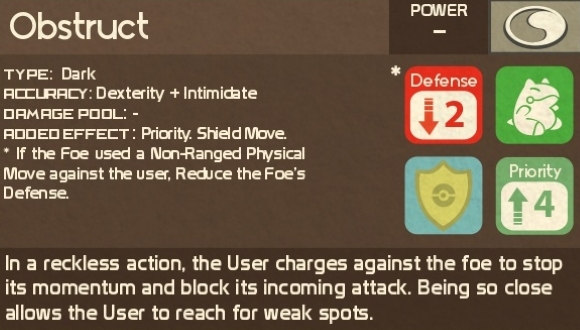 Obstruct
POWER
–
TYPE: Dark
ACCURACY: Dexterity + Intimidate
DAMAGE POOL: -
ADDED EFFECT: Priority. Shield Move.
* If the Foe used a Non-Ranged Physical
Move against the user, Reduce the Foe's
Defense.
* Defense
2
Priority
4
In a reckless action, the User charges against the foe to stop
its momentum and block its incoming attack. Being so close
allows the User to reach for weak spots.